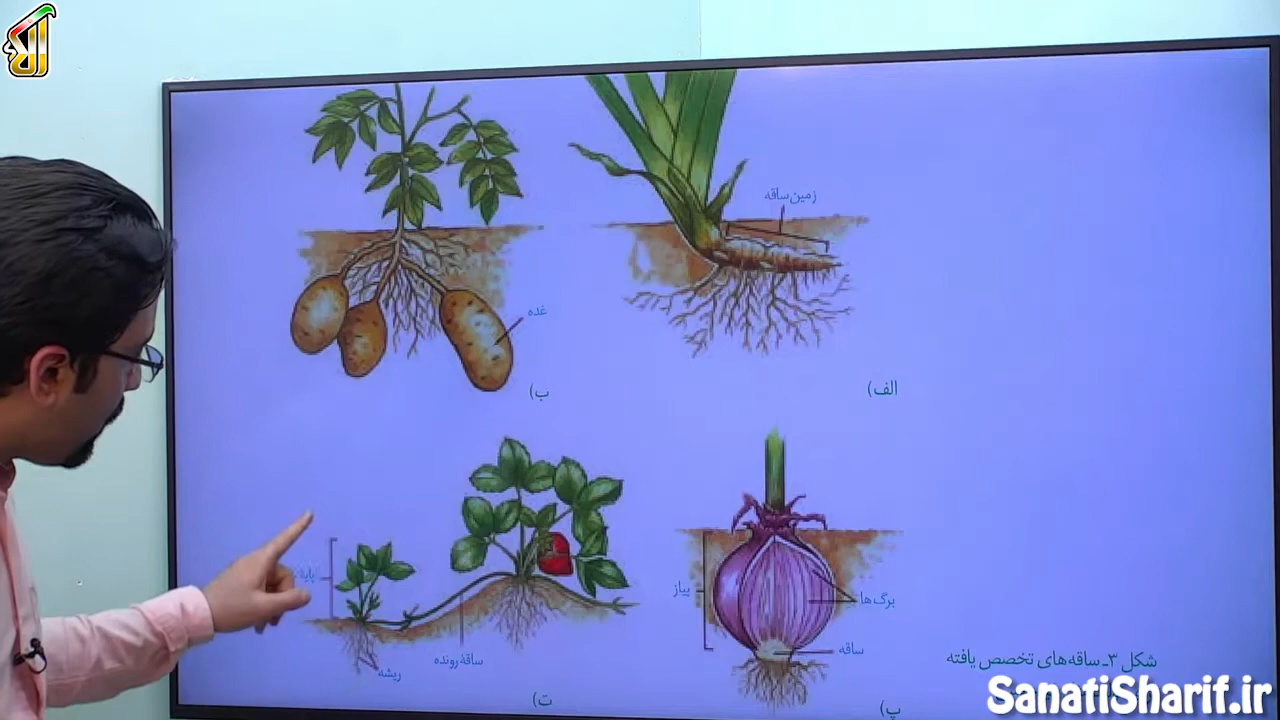 زمین ساقه
غده
ب)
الف)
ریشه
ساقهٔ رونده
ت)
پیاز
برگ‌ها
ساقه
پ)
شکل ۳ـ ساقه‌های تخصص یافته
SanatiSharif.ir